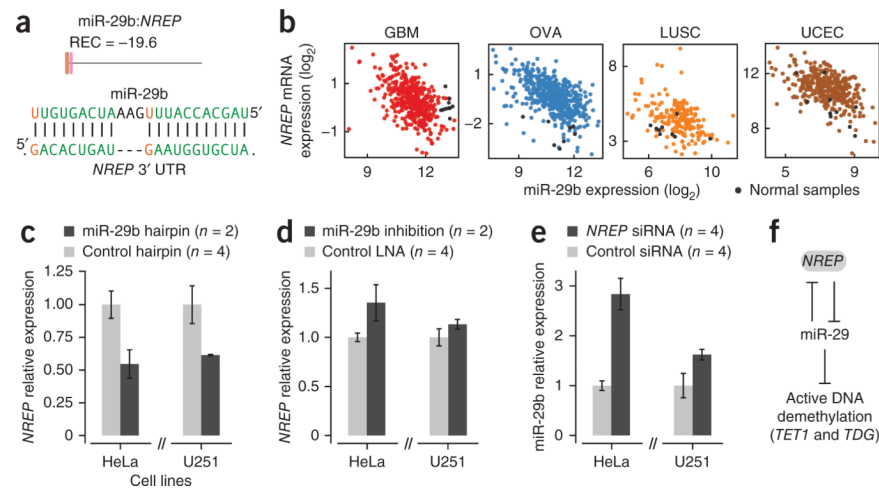 a
miR-29b:NREP
REC = –19.6
miR-29b
UUGUGACUAAAGUUUACCACGAU5′
5′
.GACACUGAU---GAAUGGUGCUA.
NREP 3′ UTR
b
GBM
OVA
LUSC
UCEC
NREP mRNA
expression (log2)
1
–1
9
12
–1
–2
9
12
9
6
3
6
10
13
11
9
5
9
miR-29b expression (log2)
Normal samples
c
miR-29b hairpin (n = 2)
Control hairpin (n = 4)
NREP relative expression
1.25
1.00
0.75
0.50
0.25
0
HeLa
//
U251
Cell lines
d
miR-29b inhibition (n = 2)
Control LNA (n = 4)
NREP relative expression
1.5
1.0
0.5
0
HeLa
//
U251
e
NREP siRNA (n = 4)
Control siRNA (n = 4)
miR-29b relative expression
3
2
1
0
HeLa
//
U251
f
NREP
miR-29
Active DNA
demethylation
(TET1 and TDG)